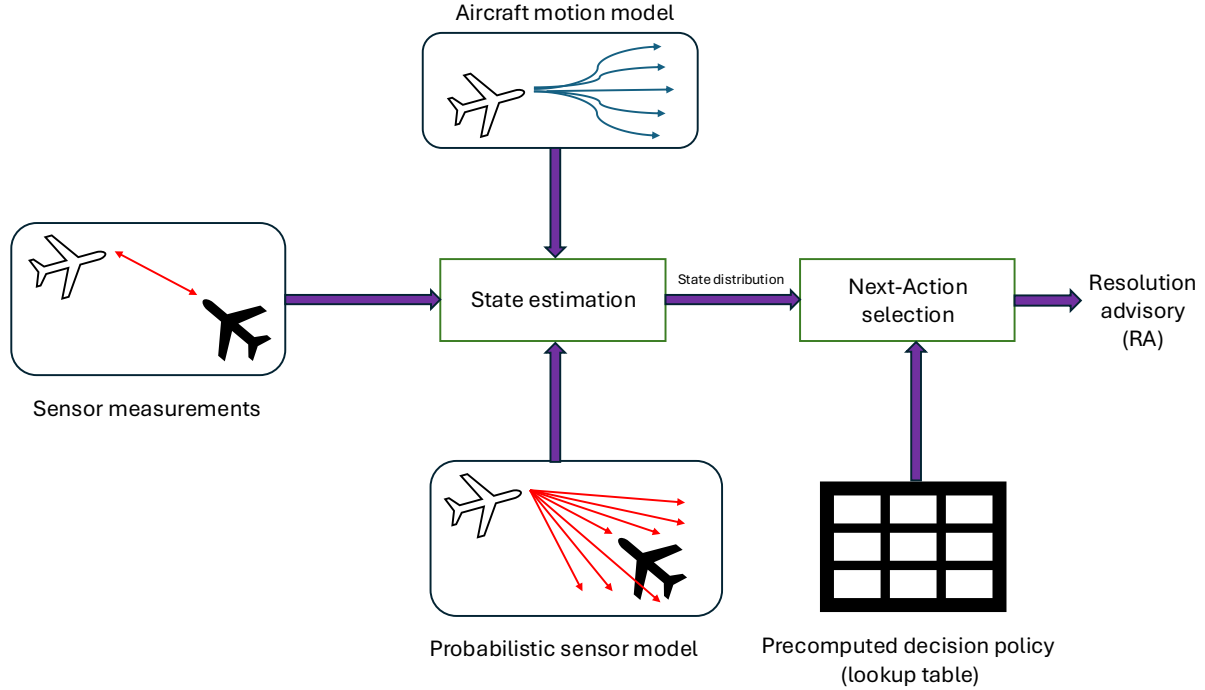 Aircraft motion model
State estimation
State distribution
Next-Action
selection
Resolution
advisory
(RA)
Sensor measurements
Probabilistic sensor model
Precomputed decision policy
(lookup table)